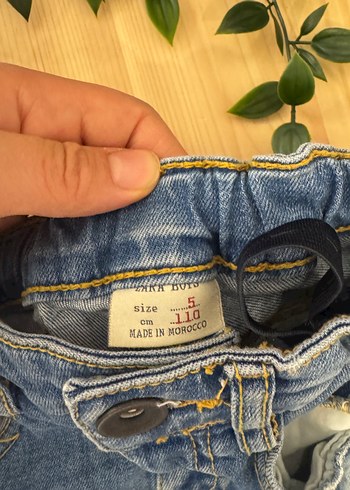 ZARA BOYS
size ........5
cm ........110
MADE IN MOROCCO